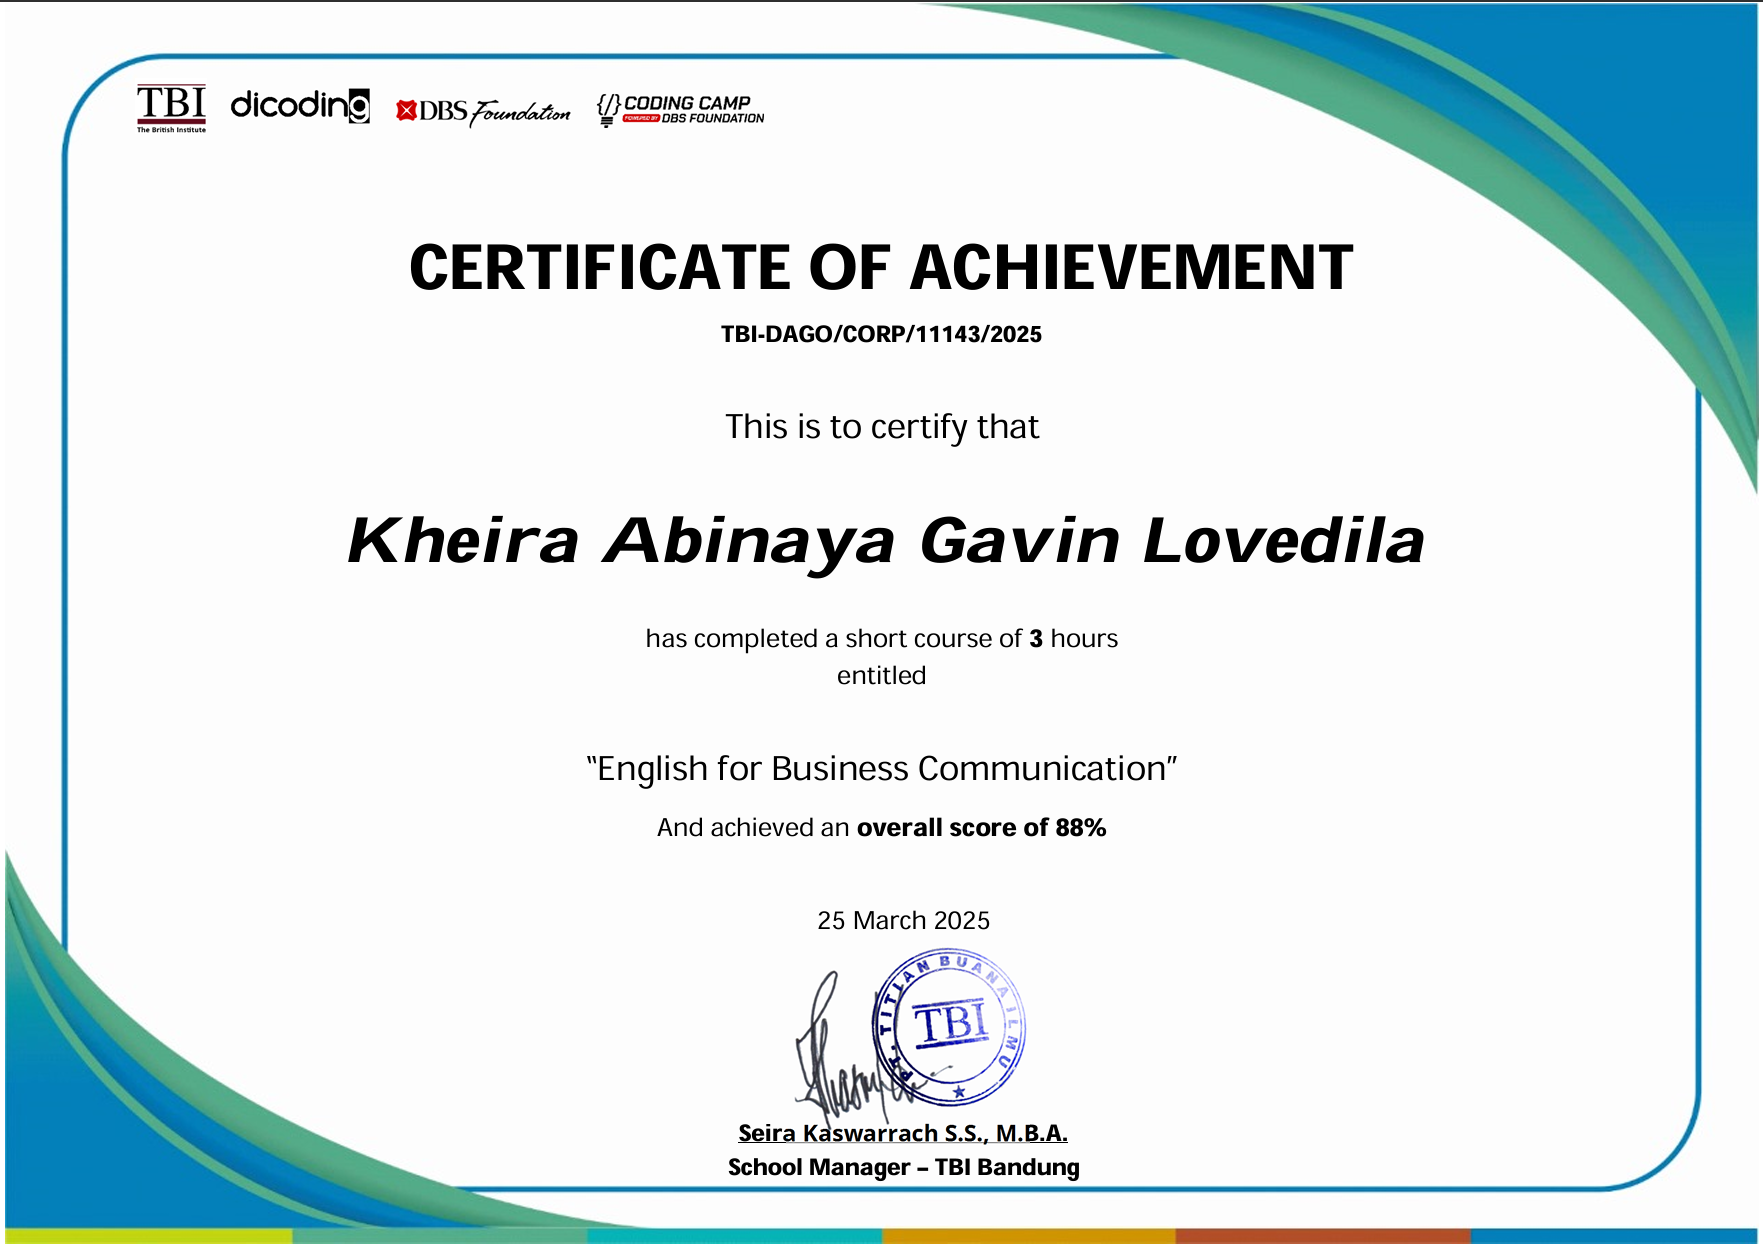 TBI
The British Institute
dicoding
DBS Foundation
{/} CODING CAMP
POWERED BY DBS FOUNDATION
CERTIFICATE OF ACHIEVEMENT
TBI-DAGO/CORP/11143/2025
This is to certify that
Kheira Abinaya Gavin Lovedila
has completed a short course of 3 hours
entitled
“English for Business Communication”
And achieved an overall score of 88%
25 March 2025
PT. TITIAN BUANA ILMU
TBI
Seira Kaswarrach S.S., M.B.A.
School Manager – TBI Bandung